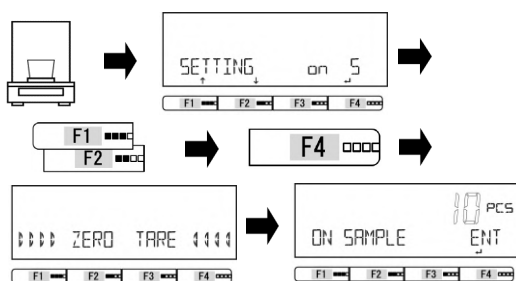 SETTING on 5
F1 F2 F3 F4
F1
F2
F4
ZERO TARE
F1 F2 F3 F4
10 PCS
ON SAMPLE ENT
F1 F2 F3 F4